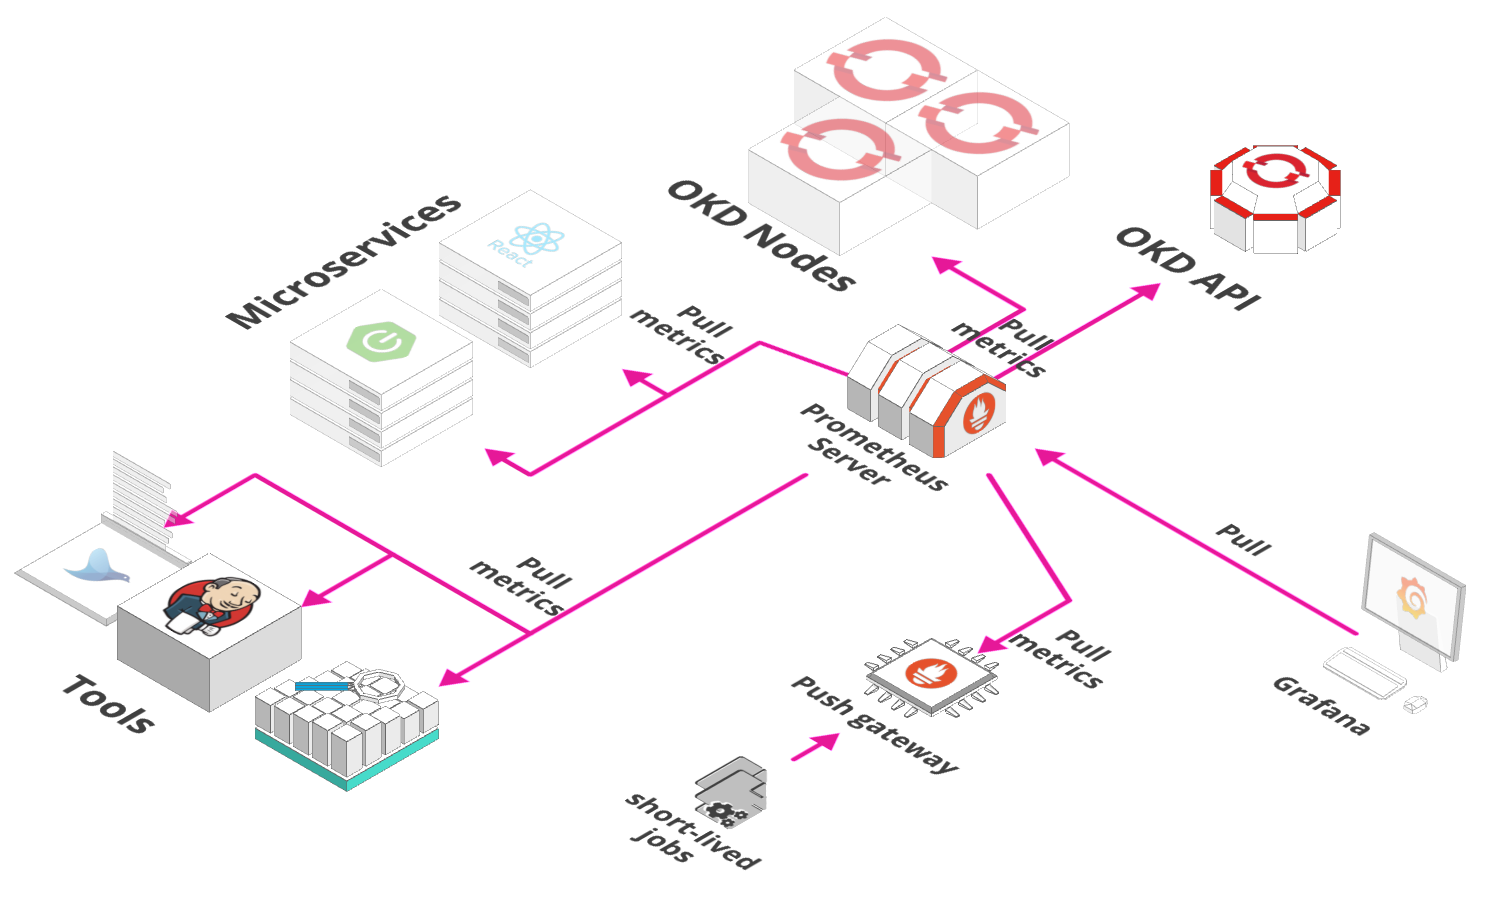 OKD Nodes
OKD API
Microservices
React
Pull
metrics
Pull
metrics
Prometheus
Server
Pull
metrics
Pull
Pull
metrics
Tools
Push gateway
Grafana
short-lived
jobs